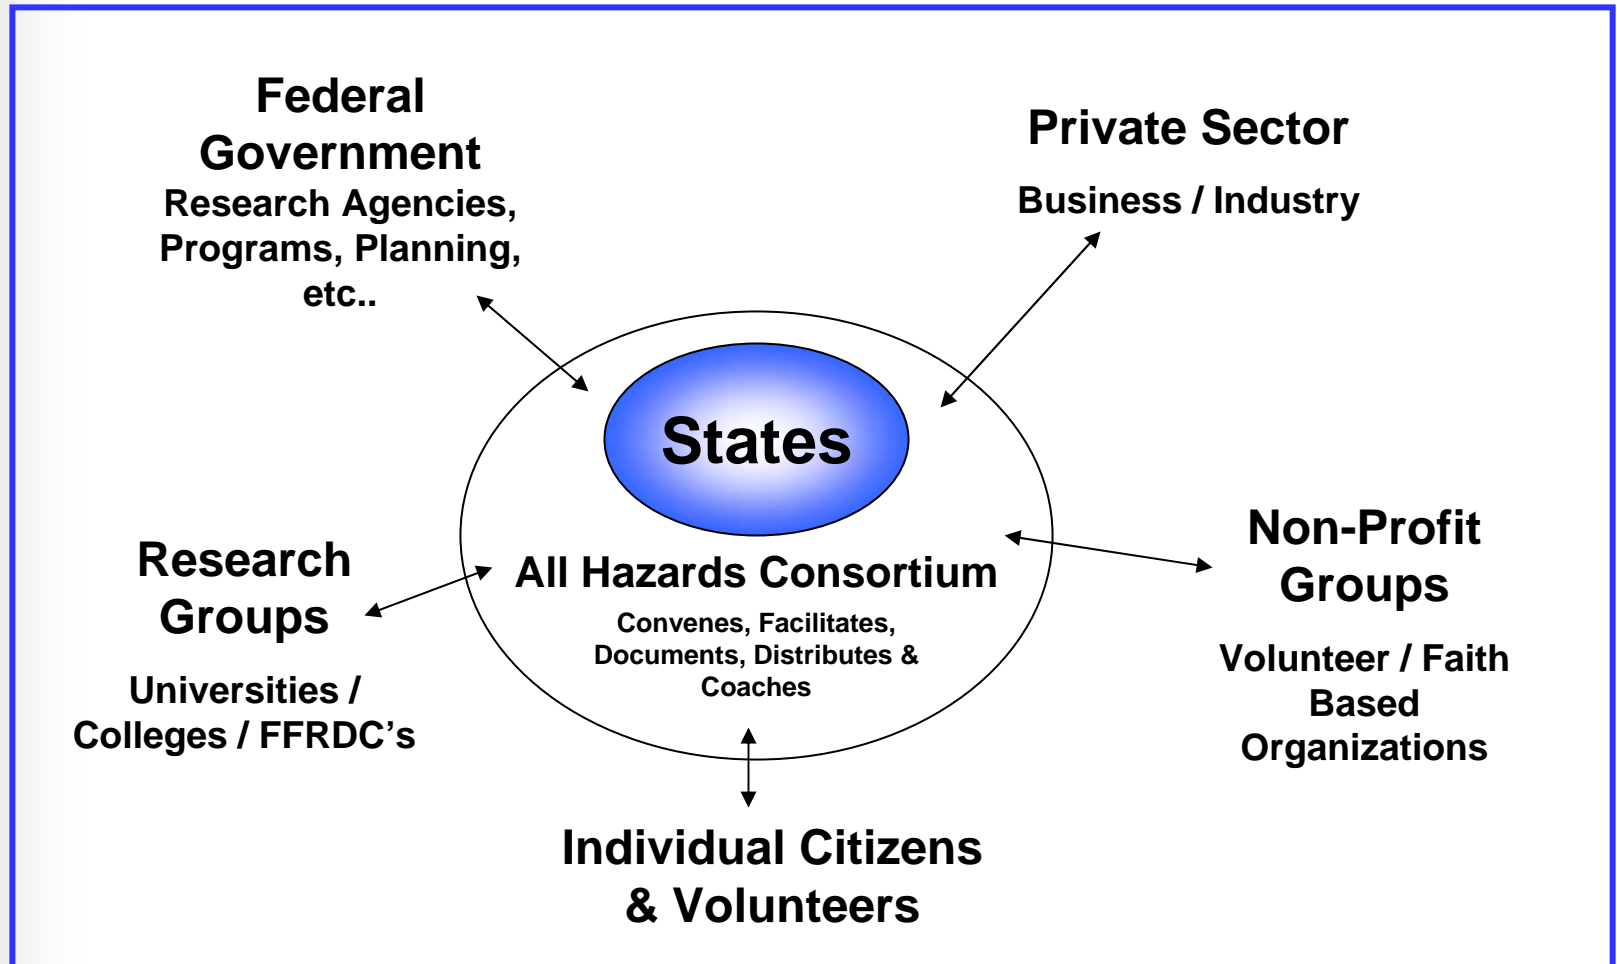 Federal
Government
Research Agencies,
Programs, Planning,
etc..
Private Sector
Business / Industry
States
All Hazards Consortium
Convenes, Facilitates,
Documents, Distributes &
Coaches
Research
Groups
Universities /
Colleges / FFRDC’s
Non-Profit
Groups
Volunteer / Faith
Based
Organizations
Individual Citizens
& Volunteers